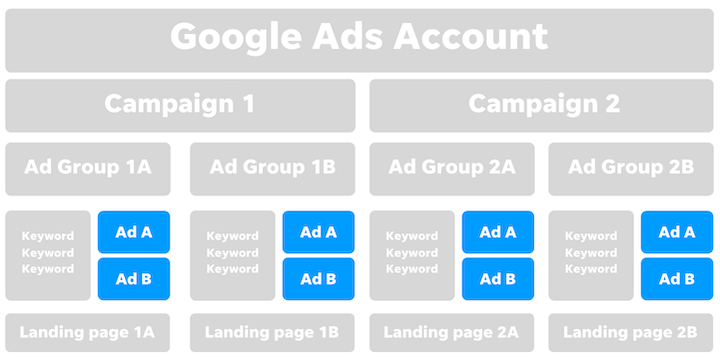 Google Ads Account
Campaign 1
Campaign 2
Ad Group 1A
Ad Group 1B
Ad Group 2A
Ad Group 2B
Keyword
Keyword
Keyword
Ad A
Ad B
Keyword
Keyword
Keyword
Ad A
Ad B
Keyword
Keyword
Keyword
Ad A
Ad B
Keyword
Keyword
Keyword
Ad A
Ad B
Landing page 1A
Landing page 1B
Landing page 2A
Landing page 2B